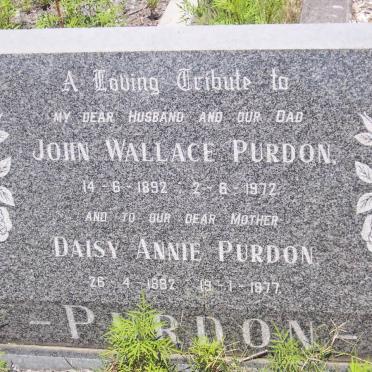 A Loving Tribute to
MY DEAR HUSBAND AND OUR DAD
JOHN WALLACE PURDON.
14-6-1892 : 2-6-1972
AND TO OUR DEAR MOTHER
DAISY ANNIE PURDON
26-4-1892 19-1-1977
- PURDON -